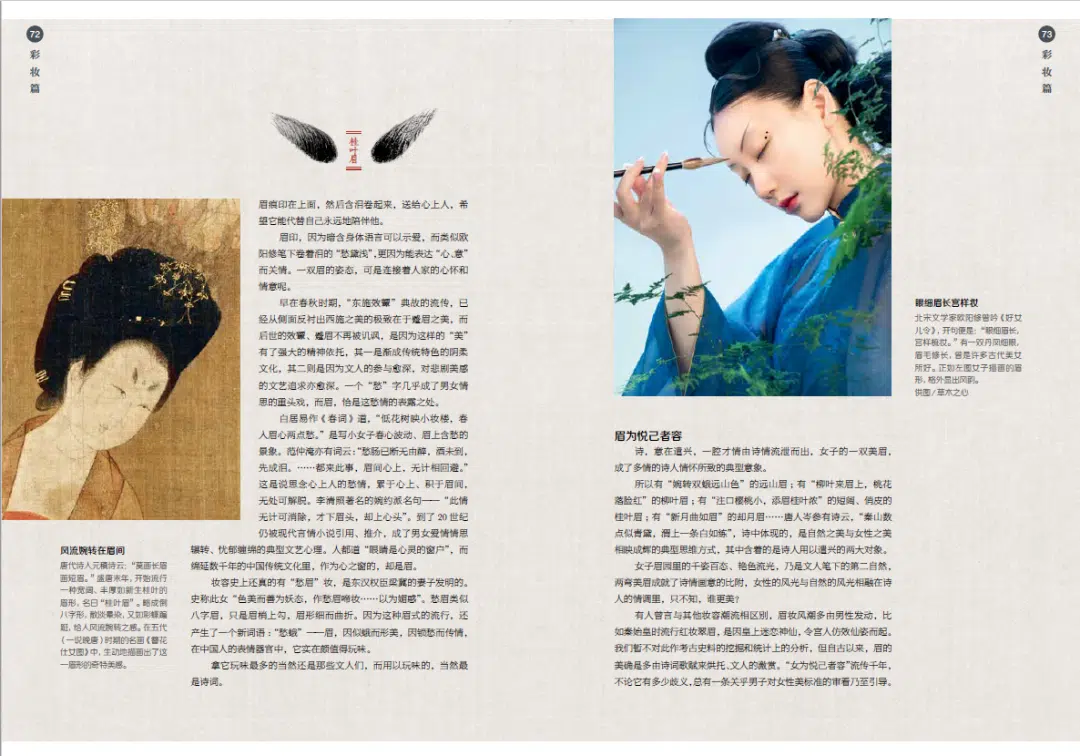 72
彩
妆
篇
桂叶眉
眉痕印在上面，然后含泪卷起来，送给心上人，希
望它能代替自己永远地陪伴他。
眉印，因为暗含身体语言可以示爱，而类似欧
阳修笔下卷着泪的“愁黛浅”，更因为能表达“心、意”
而关情。一双眉的姿态，可是连接着人家的心怀和
情意呢。
早在春秋时期，“东施效颦”典故的流传，已
经从侧面反衬出西施之美的极致在于蹙眉之美，而
后世的效颦、蹙眉不再被讥讽，是因为这样的“美”
有了强大的精神依托，其一是渐成传统特色的阴柔
文化。其二则是因为文人的参与愈深，对悲剧美感
的文艺追求亦愈深。一个“愁”字几乎成了男女情
思的重头戏，而眉，恰是这愁情的表露之处。
白居易作《春词》道，“低花树映小妆楼，春
人眉心两点愁。”是写小女子春心波动、眉上含愁的
景象。范仲淹亦有词云：“愁肠已断无由醉，酒未到，
先成泪。……都来此事，眉间心上，无计相回避。”
这是说思念心上人的愁情，累于心上、积于眉间，
无处可解脱。李清照著名的婉约派名句——“此情
无计可消除，才下眉头，却上心头”。到了 20 世纪
仍被现代言情小说引用、推介，成了男女爱情情思
辗转、忧郁缠绵的典型文艺心理。人都道“眼睛是心灵的窗户”，而
绵延数千年的中国传统文化里，作为心之窗的，却是眉。
妆容史上还真的有“愁眉”妆，是东汉权臣梁冀的妻子发明的。
史称此女“色美而善为妖态，作愁眉啼妆……以为媚惑”。愁眉类似
八字眉，只是眉梢上勾，眉形细而曲折。因为这种眉式的流行，还
产生了一个新词语：“愁蛾”——眉，因似蛾而形美，因锁愁而传情，
在中国人的表情器官中，它实在颇值得玩味。
拿它玩味最多的当然还是那些文人们，而用以玩味的，当然最
是诗词。
风流腕转在眉间
唐代诗人元稹诗云：“莫画长眉
画短眉。”盛唐末年，开始流行
一种宽阔、丰厚如新生桂叶的
眉形，名曰“桂叶眉”。略成倒
八字形，散淡晕染，又如彩蝶蹁
跹，给人风流腕转之感。在五代
（一说晚唐）时期的名画《簪花
仕女图》中，生动地描画出了这
一眉形的奇特美感。
73
彩
妆
篇
眼细眉长宫样妆
北宋文学家欧阳修曾吟《好女
儿令》，开句便是：“眼细眉长，
宫样梳妆。”有一双丹凤细眼，
眉毛修长，曾是许多古代美女
所好。正如左图女子描画的眉
形，格外显出风韵。
供图 / 草木之心
眉为悦己者容
诗，意在遣兴，一腔才情由诗情流泄而出，女子的一双美眉，
成了多情的诗人情怀所致的典型意象。
所以有“婉转双蛾远山色”的远山眉；有“柳叶来眉上，桃花
落脸红”的柳叶眉；有“注口樱桃小，添眉桂叶浓”的短阔、俏皮的
桂叶眉；有“新月曲如眉”的却月眉……唐人岑参有诗云，“秦山数
点似青黛，渭上一条白如练”，诗中体现的，是自然之美与女性之美
相映成辉的典型思维方式，其中含着的是诗人用以遣兴的两大对象。
女子眉园里的千姿百态、艳色流光，乃是文人笔下的第二自然，
两弯美眉成就了诗情画意的比附，女性的风光与自然的风光相融在诗
人的情调里，只不知，谁更美？
有人曾言与其他妆容潮流相区别，眉妆风潮多由男性发动，比
如秦始皇时流行红妆翠眉，是因皇上迷恋神仙，令宫人仿效仙姿而起。
我们暂不对此作考古史料的挖掘和统计上的分析，但自古以来，眉的
美确是多由诗词歌赋来烘托、文人的激赏。“女为悦己者容”流传千年，
不论它有多少歧义，总有一条关乎男子对女性美标准的审看乃至引导。